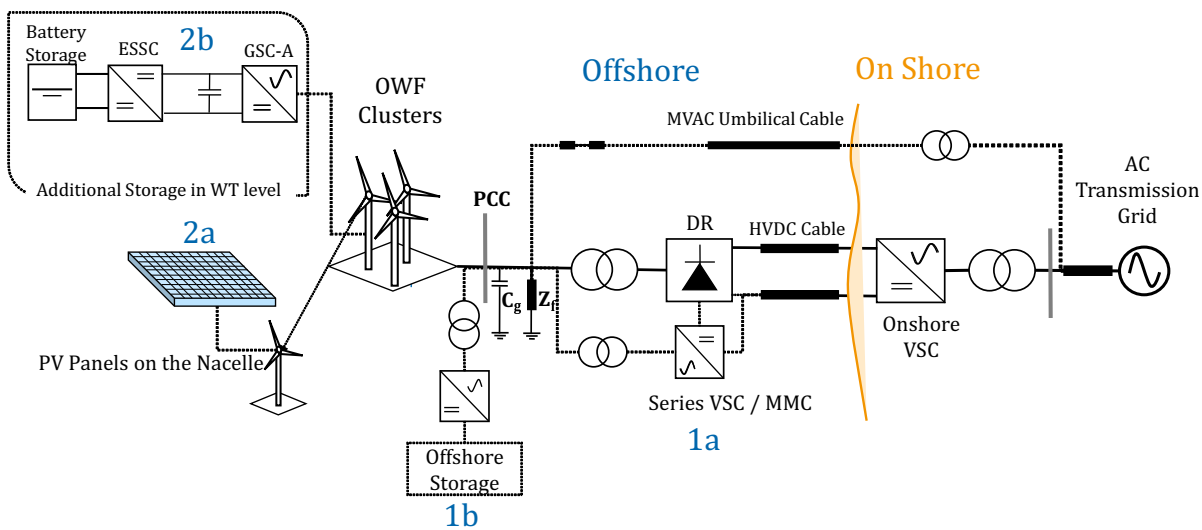 Battery
Storage
ESSC
2b
GSC-A
Additional Storage in WT level
OWF
Clusters
Offshore
On Shore
MVAC Umbilical Cable
AC
Transmission
Grid
2a
PCC
DR
HVDC Cable
C_g
Z_f
Onshore
VSC
PV Panels on the Nacelle
Series VSC / MMC
1a
Offshore
Storage
1b